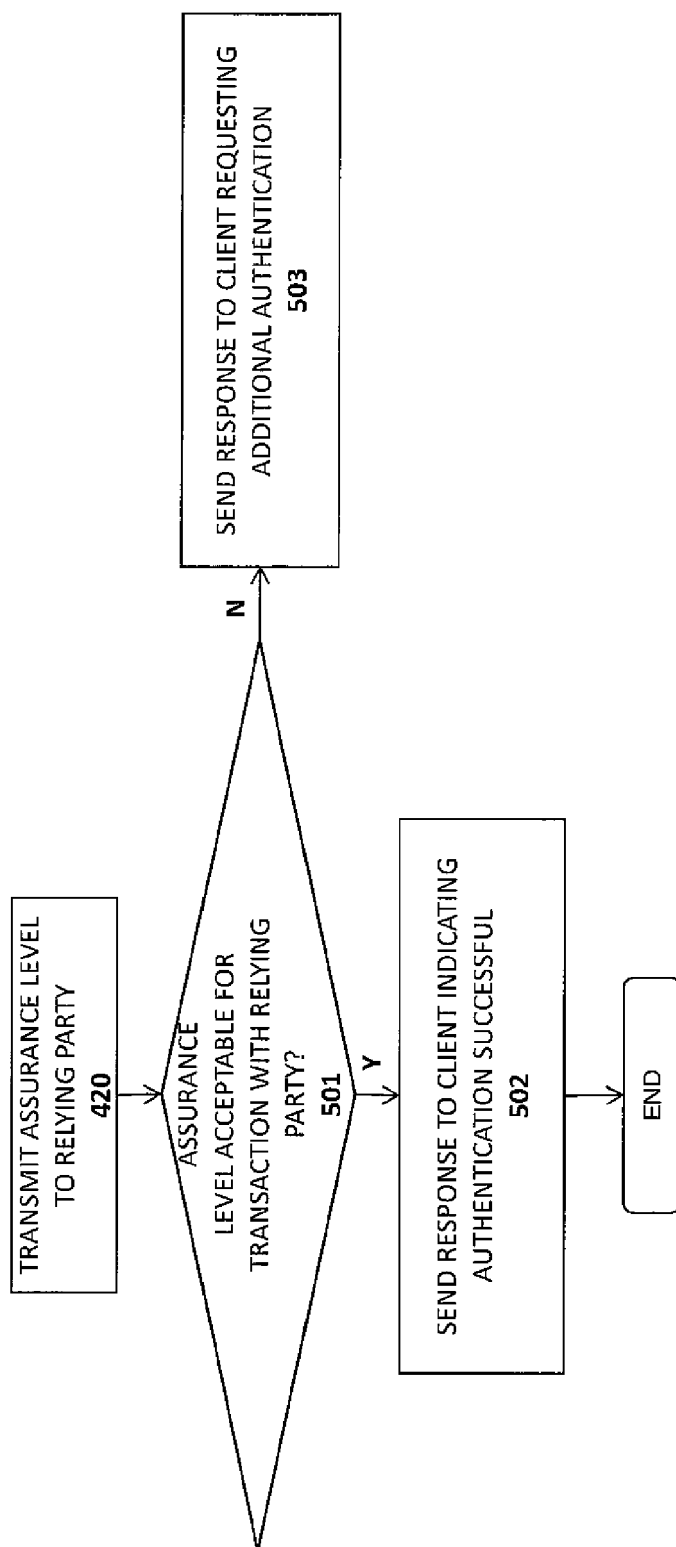 TRANSMIT ASSURANCE LEVEL
TO RELYING PARTY
420
ASSURANCE
LEVEL ACCEPTABLE FOR
TRANSACTION WITH RELYING
PARTY?
501
N
SEND RESPONSE TO CLIENT REQUESTING
ADDITIONAL AUTHENTICATION
503
Y
SEND RESPONSE TO CLIENT INDICATING
AUTHENTICATION SUCCESSFUL
502
END